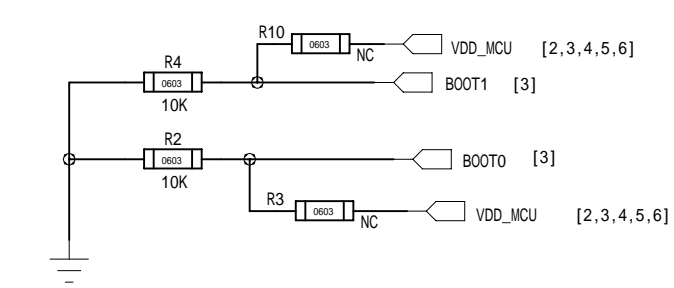 R10
0603
NC
VDD_MCU [2,3,4,5,6]
R4
0603
10K
BOOT1 [3]
R2
0603
10K
BOOT0 [3]
R3
0603
NC
VDD_MCU [2,3,4,5,6]